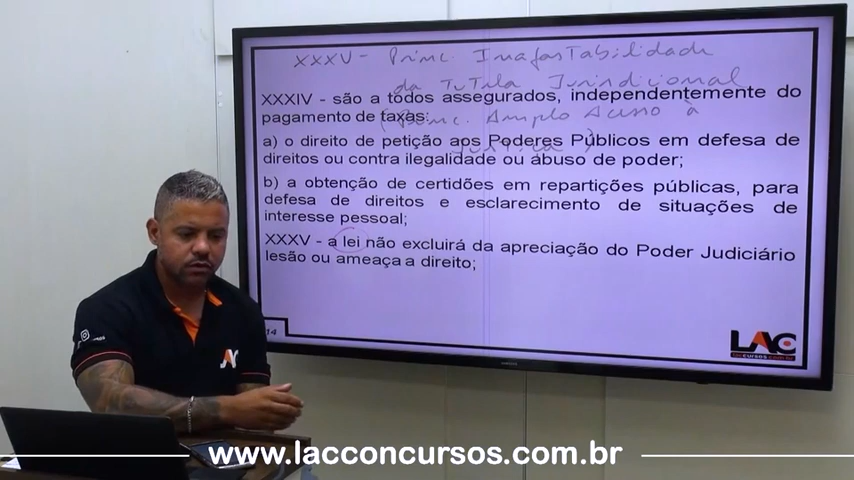 XXXV - Princ. Inafastabilidade
da Tutela Jurisdicional
XXXIV - são a todos assegurados, independentemente do
pagamento de taxas:
(Princ. Amplo Acesso à
Justiça)
a) o direito de petição aos Poderes Públicos em defesa de
direitos ou contra ilegalidade ou abuso de poder;
b) a obtenção de certidões em repartições públicas, para
defesa de direitos e esclarecimento de situações de
interesse pessoal;
XXXV - a lei não excluirá da apreciação do Poder Judiciário
lesão ou ameaça a direito;
14
LAC
www.lacconcursos.com.br